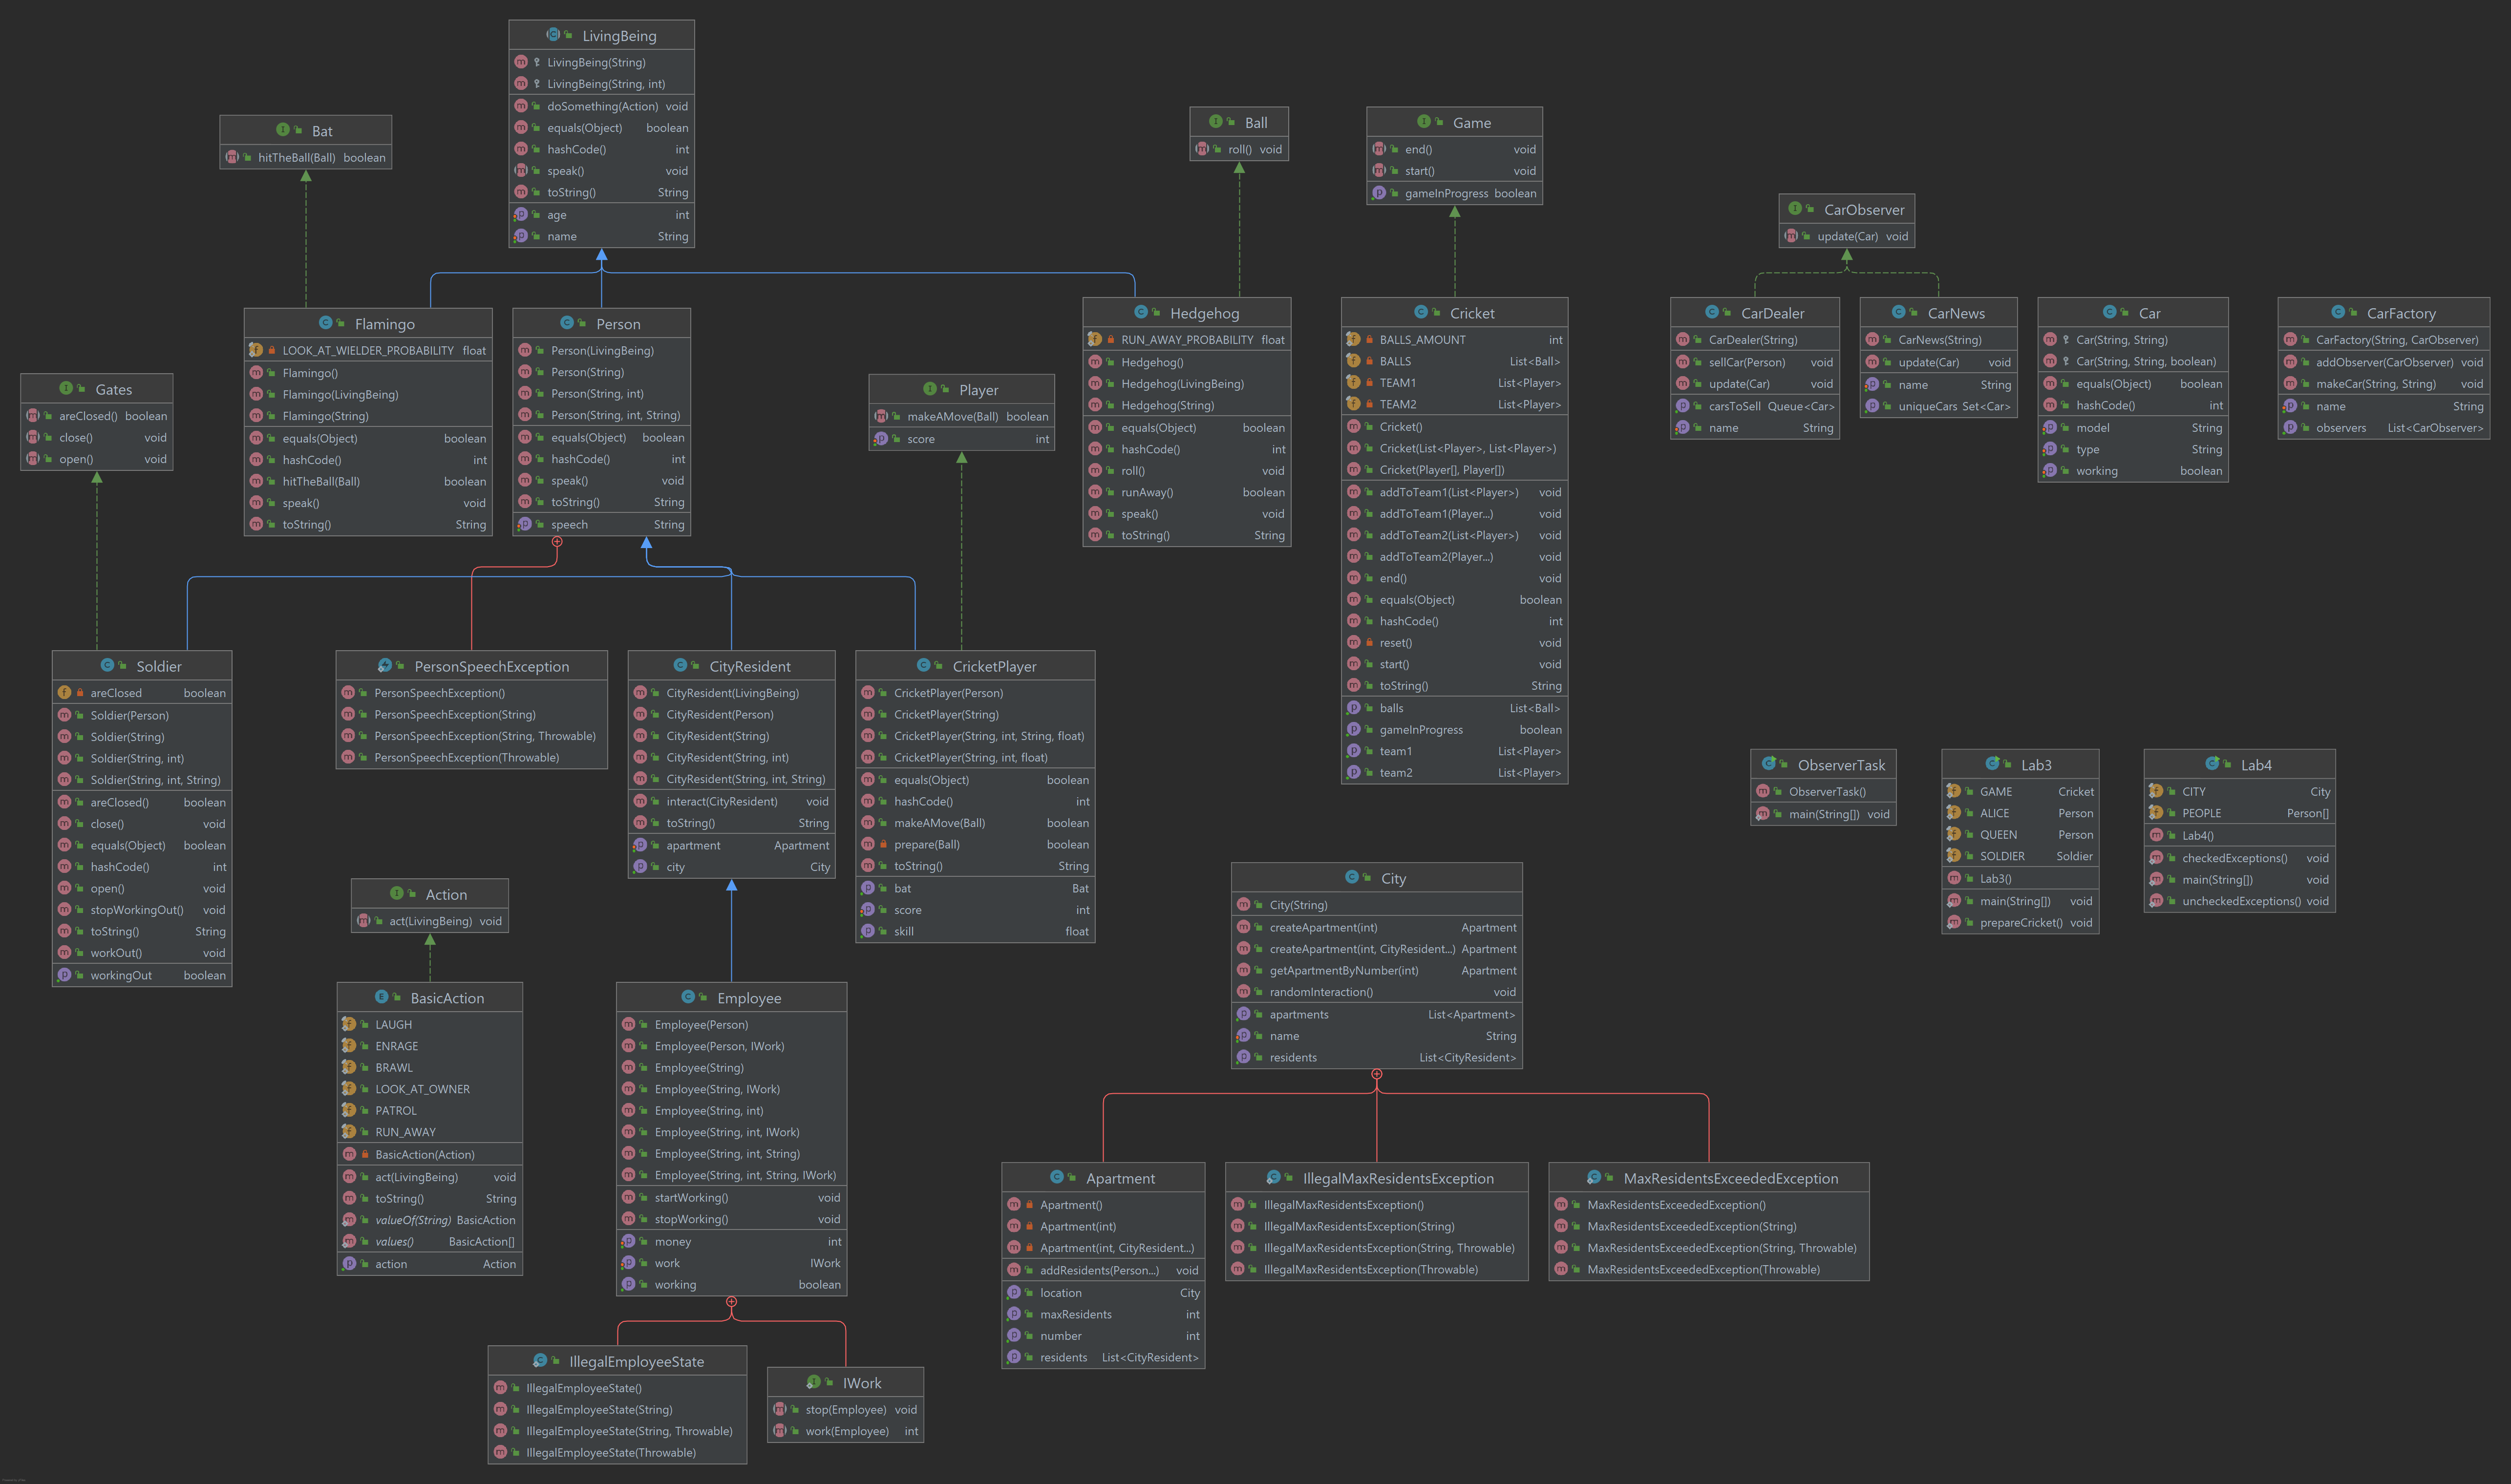 LivingBeing
LivingBeing(String)
LivingBeing(String, int)
doSomething(Action) void
equals(Object) boolean
hashCode() int
speak() void
toString() String
age int
name String
Bat
hitTheBall(Ball) boolean
Ball
roll() void
Game
end() void
start() void
gameInProgress boolean
CarObserver
update(Car) void
Gates
areClosed() boolean
close() void
open() void
Flamingo
LOOK_AT_WIELDER_PROBABILITY float
Flamingo()
Flamingo(LivingBeing)
Flamingo(String)
equals(Object) boolean
hashCode() int
hitTheBall(Ball) boolean
speak() void
toString() String
Person
Person(LivingBeing)
Person(String)
Person(String, int)
Person(String, int, String)
equals(Object) boolean
hashCode() int
speak() void
toString() String
speech String
Player
makeAMove(Ball) boolean
score int
Hedgehog
RUN_AWAY_PROBABILITY float
Hedgehog()
Hedgehog(LivingBeing)
Hedgehog(String)
equals(Object) boolean
hashCode() int
roll() void
runAway() boolean
speak() void
toString() String
Cricket
BALLS_AMOUNT int
BALLS List<Ball>
TEAM1 List<Player>
TEAM2 List<Player>
Cricket()
Cricket(List<Player>, List<Player>)
Cricket(Player[], Player[])
addToTeam1(List<Player>) void
addToTeam1(Player...) void
addToTeam2(List<Player>) void
addToTeam2(Player...) void
end() void
equals(Object) boolean
hashCode() int
reset() void
start() void
toString() String
balls List<Ball>
gameInProgress boolean
team1 List<Player>
team2 List<Player>
CarDealer
CarDealer(String)
sellCar(Person) void
update(Car) void
carsToSell Queue<Car>
name String
CarNews
CarNews(String)
update(Car) void
name String
uniqueCars Set<Car>
Car
Car(String, String)
Car(String, String, boolean)
equals(Object) boolean
hashCode() int
model String
type String
working boolean
CarFactory
CarFactory(String, CarObserver)
addObserver(CarObserver) void
makeCar(String, String) void
name String
observers List<CarObserver>
Soldier
areClosed boolean
Soldier(Person)
Soldier(String)
Soldier(String, int)
Soldier(String, int, String)
areClosed() boolean
close() void
equals(Object) boolean
hashCode() int
open() void
stopWorkingOut() void
toString() String
workOut() void
workingOut boolean
PersonSpeechException
PersonSpeechException()
PersonSpeechException(String)
PersonSpeechException(String, Throwable)
PersonSpeechException(Throwable)
CityResident
CityResident(LivingBeing)
CityResident(Person)
CityResident(String)
CityResident(String, int)
CityResident(String, int, String)
interact(CityResident) void
toString() String
apartment Apartment
city City
CricketPlayer
CricketPlayer(Person)
CricketPlayer(String)
CricketPlayer(String, int, String, float)
CricketPlayer(String, int, float)
equals(Object) boolean
hashCode() int
makeAMove(Ball) boolean
prepare(Ball) boolean
toString() String
bat Bat
score int
skill float
ObserverTask
ObserverTask()
main(String[]) void
Lab3
GAME Cricket
ALICE Person
QUEEN Person
SOLDIER Soldier
Lab3()
main(String[]) void
prepareCricket() void
Lab4
CITY City
PEOPLE Person[]
Lab4()
checkedExceptions() void
main(String[]) void
uncheckedExceptions() void
Action
act(LivingBeing) void
City
City(String)
createApartment(int) Apartment
createApartment(int, CityResident...) Apartment
getApartmentByNumber(int) Apartment
randomInteraction() void
apartments List<Apartment>
name String
residents List<CityResident>
BasicAction
LAUGH
ENRAGE
BRAWL
LOOK_AT_OWNER
PATROL
RUN_AWAY
BasicAction(Action)
act(LivingBeing) void
toString() String
valueOf(String) BasicAction
values() BasicAction[]
action Action
Employee
Employee(Person)
Employee(Person, IWork)
Employee(String)
Employee(String, IWork)
Employee(String, int)
Employee(String, int, IWork)
Employee(String, int, String)
Employee(String, int, String, IWork)
startWorking() void
stopWorking() void
money int
work IWork
working boolean
Apartment
Apartment()
Apartment(int)
Apartment(int, CityResident...)
addResidents(Person...) void
location City
maxResidents int
number int
residents List<CityResident>
IllegalMaxResidentsException
IllegalMaxResidentsException()
IllegalMaxResidentsException(String)
IllegalMaxResidentsException(String, Throwable)
IllegalMaxResidentsException(Throwable)
MaxResidentsExceededException
MaxResidentsExceededException()
MaxResidentsExceededException(String)
MaxResidentsExceededException(String, Throwable)
MaxResidentsExceededException(Throwable)
IllegalEmployeeState
IllegalEmployeeState()
IllegalEmployeeState(String)
IllegalEmployeeState(String, Throwable)
IllegalEmployeeState(Throwable)
IWork
stop(Employee) void
work(Employee) int